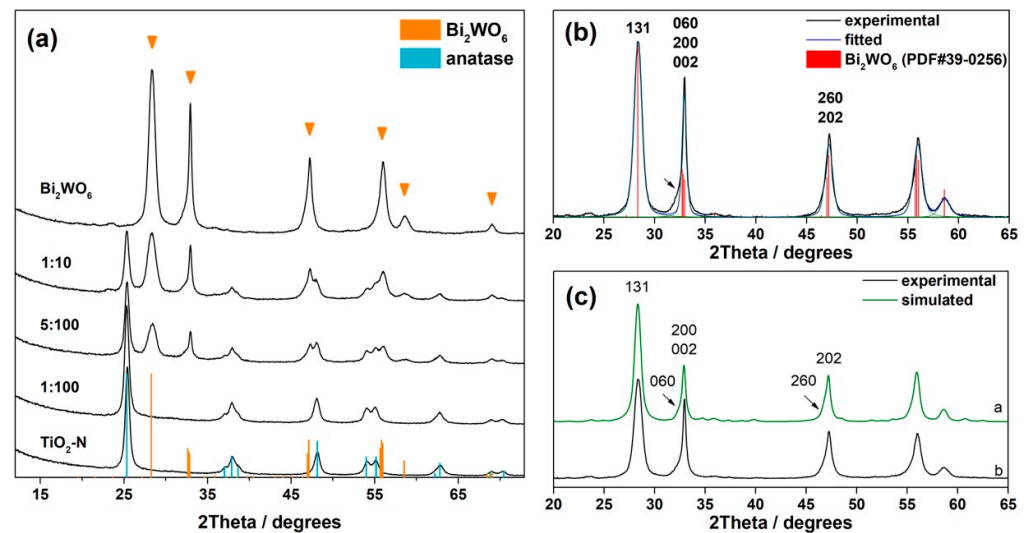 (a)
Bi₂WO₆
anatase
Bi₂WO₆
1:10
5:100
1:100
TiO₂-N
15 25 35 45 55 65
2Theta / degrees
(b)
131
060
200
002
260
202
experimental
fitted
Bi₂WO₆ (PDF#39-0256)
20 25 30 35 40 45 50 55 60 65
2Theta / degrees
(c)
131
200
002
060
202
260
experimental
simulated
a
b
20 25 30 35 40 45 50 55 60 65
2Theta / degrees